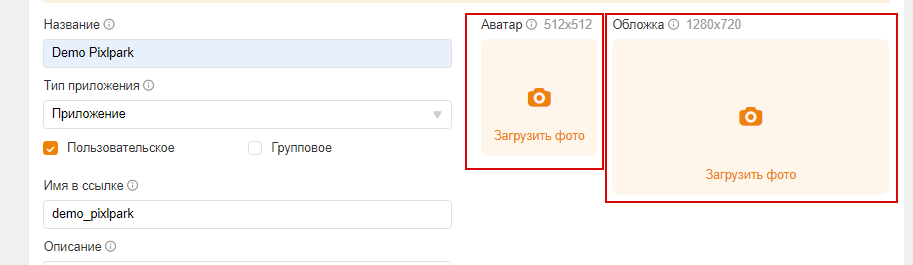 Название
Demo Pixlpark
Тип приложения
Приложение
Пользовательское
Групповое
Имя в ссылке
demo_pixlpark
Описание
Аватар 512x512
Загрузить фото
Обложка 1280x720
Загрузить фото